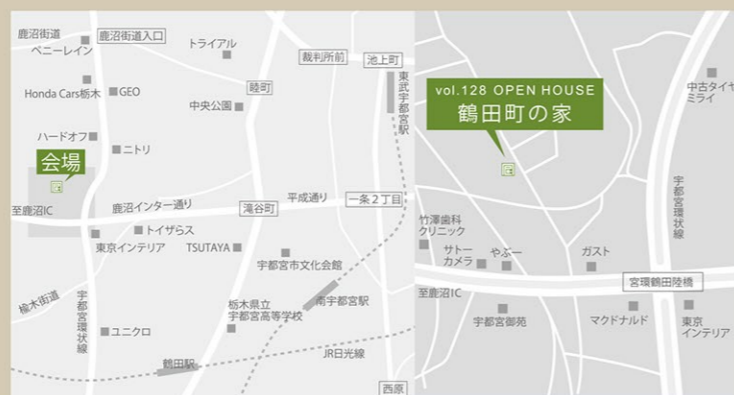 鹿沼街道
鹿沼街道入口
ペニーレイン
トライアル
裁判所前
池上町
Honda Cars栃木
GEO
睦町
中央公園
東武宇都宮駅
ハードオフ
ニトリ
会場
至鹿沼IC
鹿沼インター通り
滝谷町
平成通り
一条2丁目
東京インテリア
トイザらス
TSUTAYA
宇都宮市文化会館
楡木街道
宇都宮環状線
ユニクロ
栃木県立
宇都宮高等学校
南宇都宮駅
鶴田駅
JR日光線
西原
vol.128 OPEN HOUSE
鶴田町の家
中古タイヤ
ミライ
宇都宮環状線
竹澤歯科
クリニック
サトー
カメラ
やぶー
ガスト
宮環鶴田陸橋
至鹿沼IC
宇都宮御苑
マクドナルド
東京
インテリア